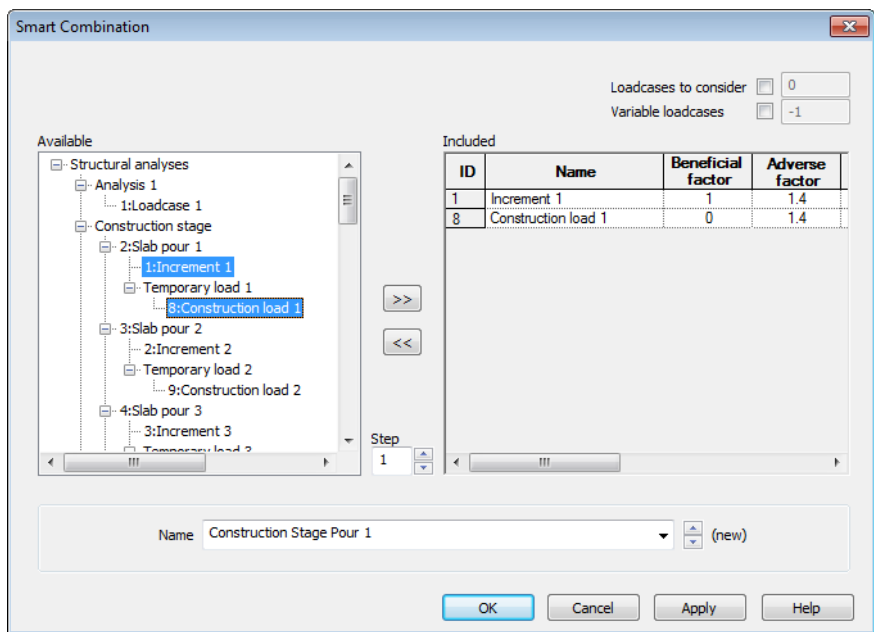 Smart Combination
Loadcases to consider 0
Variable loadcases -1
Available
Structural analyses
Analysis 1
1:Loadcase 1
Construction stage
2:Slab pour 1
1:Increment 1
Temporary load 1
8:Construction load 1
3:Slab pour 2
2:Increment 2
Temporary load 2
9:Construction load 2
4:Slab pour 3
3:Increment 3
Temporary load 3
>>
<<
Step
1
Included
ID Name Beneficial factor Adverse factor
1 Increment 1 1 1.4
8 Construction load 1 0 1.4
Name Construction Stage Pour 1 (new)
OK Cancel Apply Help